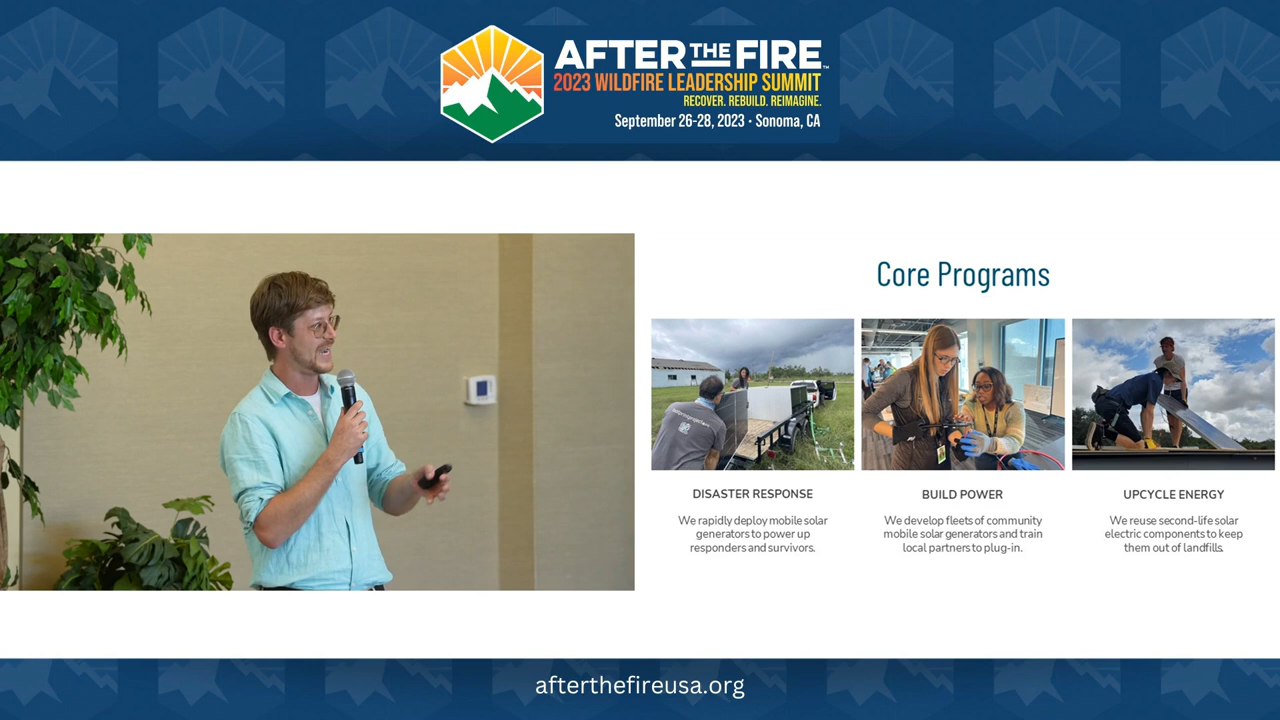 AFTER THE FIRE™
2023 WILDFIRE LEADERSHIP SUMMIT
RECOVER. REBUILD. REIMAGINE.
September 26-28, 2023 · Sonoma, CA
Core Programs
DISASTER RESPONSE
We rapidly deploy mobile solar
generators to power up
responders and survivors.
BUILD POWER
We develop fleets of community
mobile solar generators and train
local partners to plug-in.
UPCYCLE ENERGY
We reuse second-life solar
electric components to keep
them out of landfills.
afterthefireusa.org